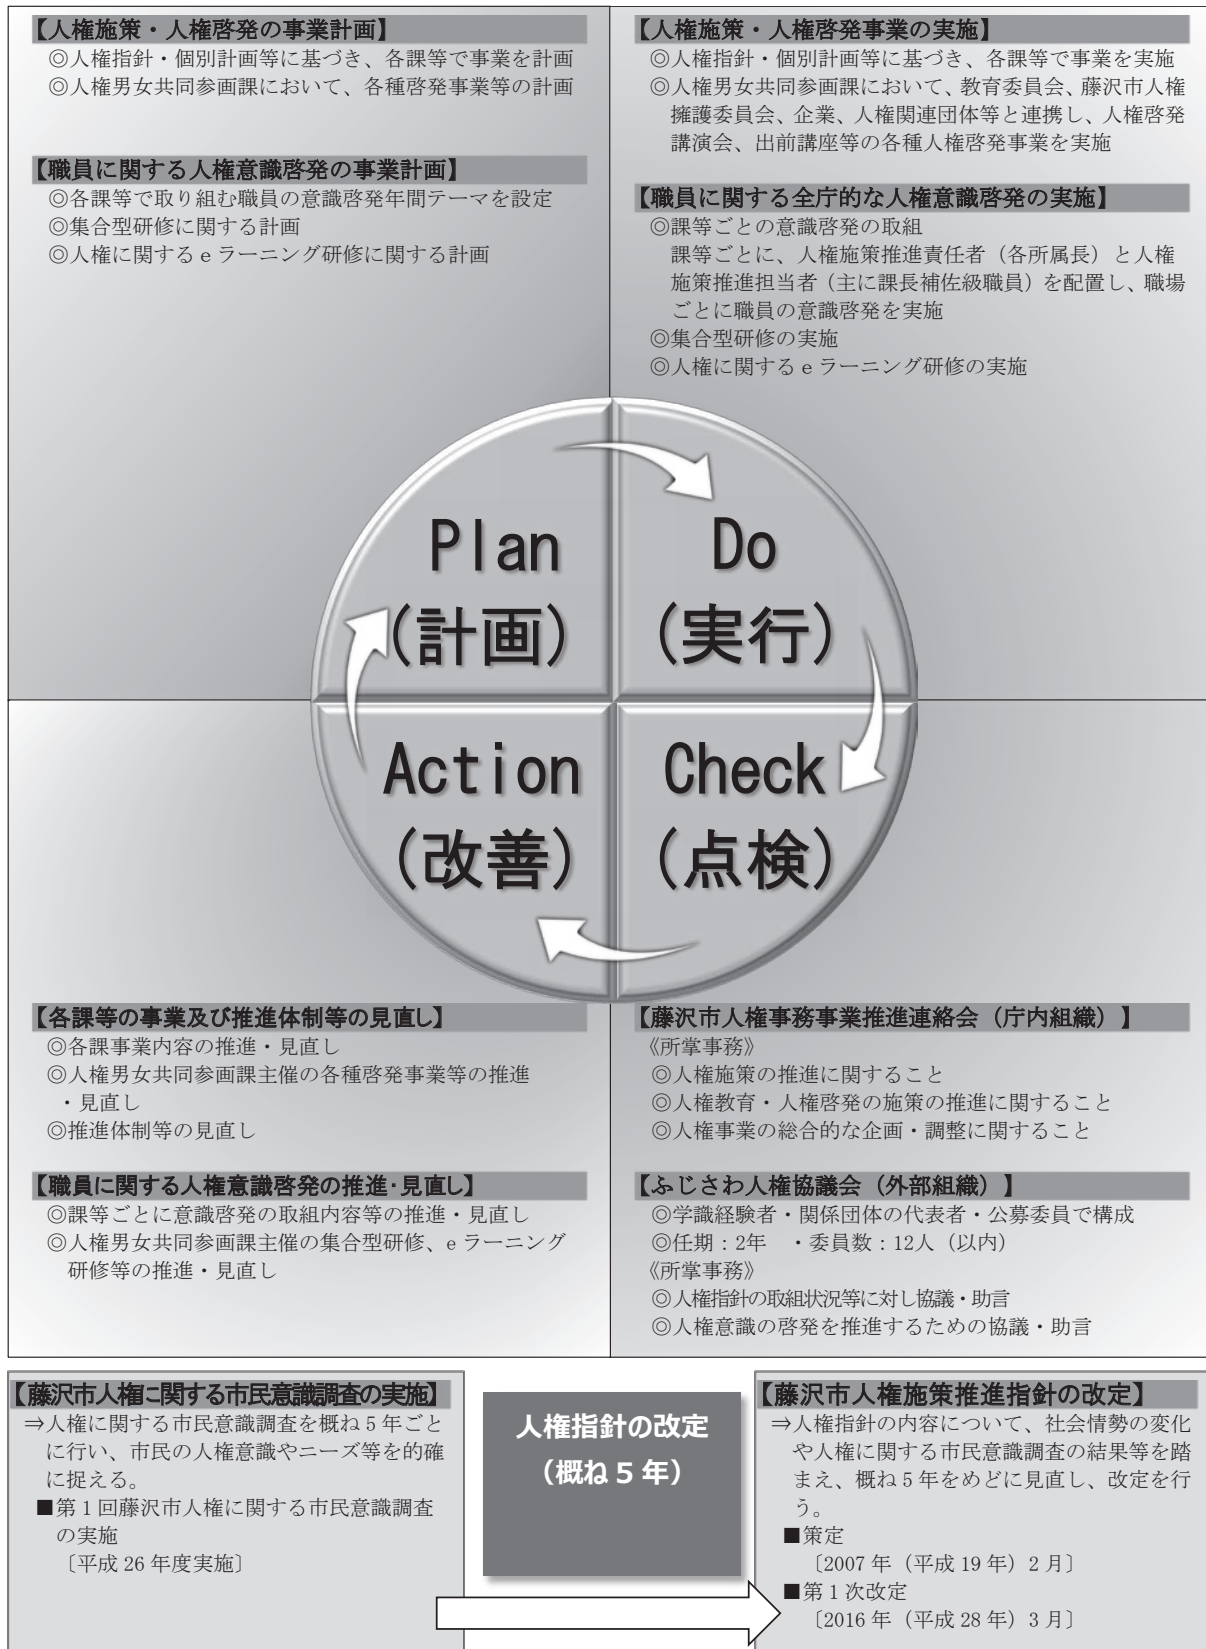 【人権施策・人権啓発の事業計画】
◎人権指針・個別計画等に基づき、各課等で事業を計画
◎人権男女共同参画課において、各種啓発事業等の計画
【職員に関する人権意識啓発の事業計画】
◎各課等で取り組む職員の意識啓発年間テーマを設定
◎集合型研修に関する計画
◎人権に関するeラーニング研修に関する計画
【人権施策・人権啓発事業の実施】
◎人権指針・個別計画等に基づき、各課等で事業を実施
◎人権男女共同参画課において、教育委員会、藤沢市人権
擁護委員会、企業、人権関連団体等と連携し、人権啓発
講演会、出前講座等の各種人権啓発事業を実施
【職員に関する全庁的な人権意識啓発の実施】
◎課等ごとの意識啓発の取組
課等ごとに、人権施策推進責任者（各所属長）と人権
施策推進担当者（主に課長補佐級職員）を配置し、職場
ごとに職員の意識啓発を実施
◎集合型研修の実施
◎人権に関するeラーニング研修の実施
Plan
(計画)
Do
(実行)
Action
(改善)
Check
(点検)
【各課等の事業及び推進体制等の見直し】
◎各課事業内容の推進・見直し
◎人権男女共同参画課主催の各種啓発事業等の推進
・見直し
◎推進体制等の見直し
【職員に関する人権意識啓発の推進・見直し】
◎課等ごとに意識啓発の取組内容等の推進・見直し
◎人権男女共同参画課主催の集合型研修、eラーニング
研修等の推進・見直し
【藤沢市人権事務事業推進連絡会（庁内組織）】
《所掌事務》
◎人権施策の推進に関すること
◎人権教育・人権啓発の施策の推進に関すること
◎人権事業の総合的な企画・調整に関すること
【ふじさわ人権協議会（外部組織）】
◎学識経験者・関係団体の代表者・公募委員で構成
◎任期：2年　・委員数：12人（以内）
《所掌事務》
◎人権指針の取組状況等に対し協議・助言
◎人権意識の啓発を推進するための協議・助言
【藤沢市人権に関する市民意識調査の実施】
⇒人権に関する市民意識調査を概ね5年ごと
に行い、市民の人権意識やニーズ等を的確
に捉える。
■第1回藤沢市人権に関する市民意識調査
の実施
〔平成26年度実施〕
人権指針の改定
（概ね5年）
【藤沢市人権施策推進指針の改定】
⇒人権指針の内容について、社会情勢の変化
や人権に関する市民意識調査の結果等を踏
まえ、概ね5年をめどに見直し、改定を行
う。
■策定
〔2007年（平成19年）2月〕
■第1次改定
〔2016年（平成28年）3月〕